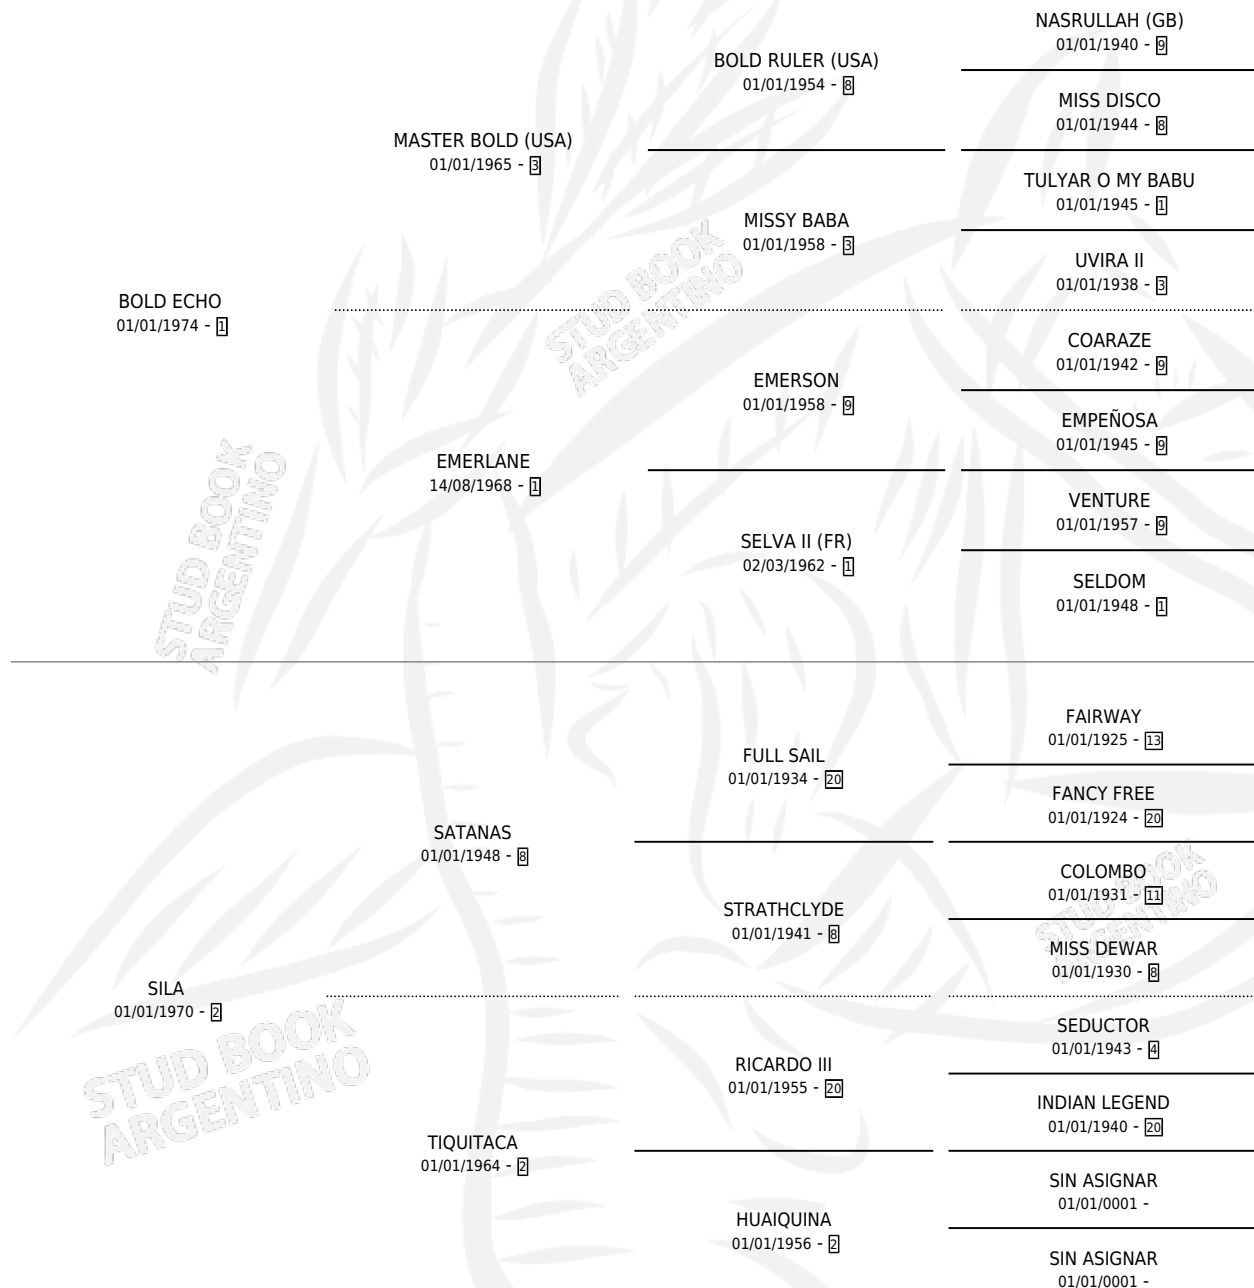 NASRULLAH (GB)
01/01/1940 - 9
BOLD RULER (USA)
01/01/1954 - 8
MISS DISCO
01/01/1944 - 8
MASTER BOLD (USA)
01/01/1965 - 3
TULYAR O MY BABU
01/01/1945 - 1
MISSY BABA
01/01/1958 - 3
UVIRA II
01/01/1938 - 3
BOLD ECHO
01/01/1974 - 1
COARAZE
01/01/1942 - 9
EMERSON
01/01/1958 - 9
EMPEÑOSA
01/01/1945 - 9
EMERLANE
14/08/1968 - 1
VENTURE
01/01/1957 - 9
SELVA II (FR)
02/03/1962 - 1
SELDOM
01/01/1948 - 1
FAIRWAY
01/01/1925 - 13
FULL SAIL
01/01/1934 - 20
FANCY FREE
01/01/1924 - 20
SATANAS
01/01/1948 - 8
COLOMBO
01/01/1931 - 11
STRATHCLYDE
01/01/1941 - 8
MISS DEWAR
01/01/1930 - 8
SILA
01/01/1970 - 2
SEDUCTOR
01/01/1943 - 4
RICARDO III
01/01/1955 - 20
INDIAN LEGEND
01/01/1940 - 20
TIQUITACA
01/01/1964 - 2
SIN ASIGNAR
01/01/0001 -
HUAIQUINA
01/01/1956 - 2
SIN ASIGNAR
01/01/0001 -
STUD BOOK
ARGENTINO
STUD BOOK
ARGENTINO
STUD BOOK
ARGENTINO
STUD BOOK
ARGENTINO